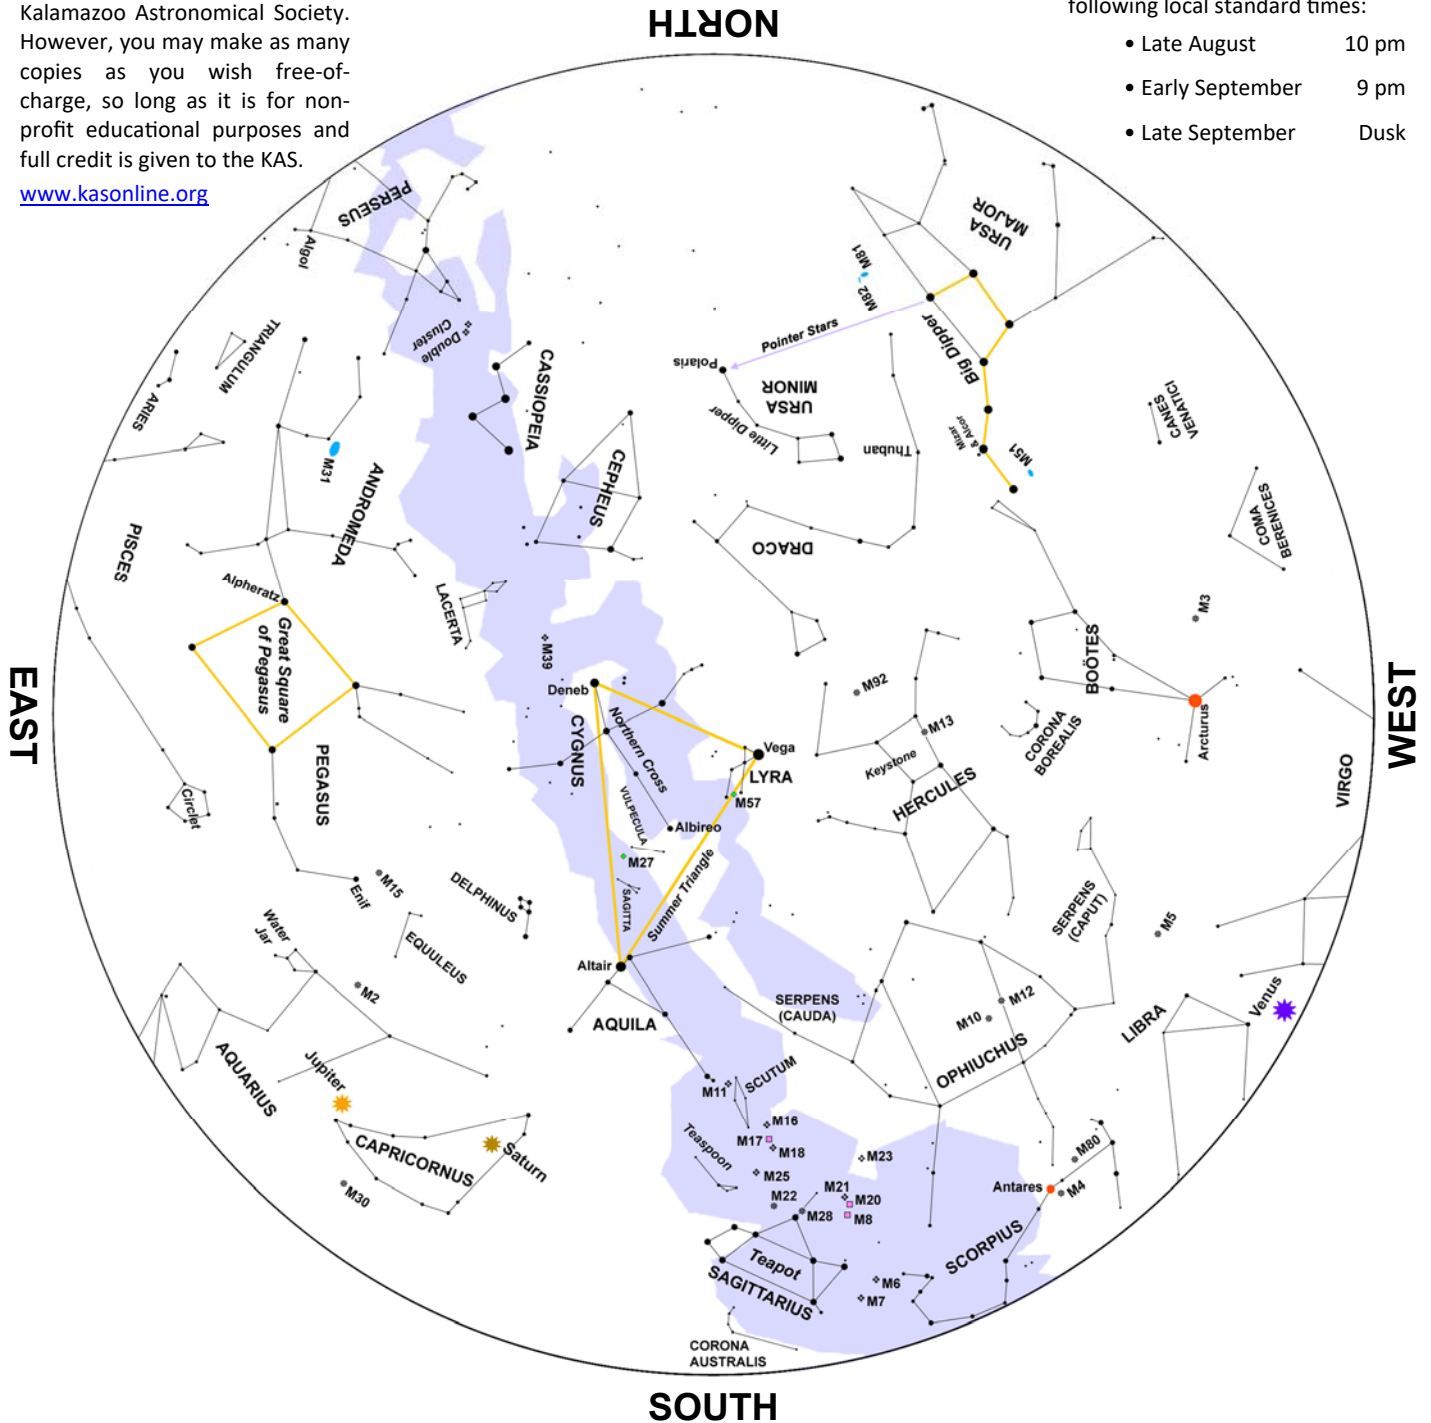 Kalamazoo Astronomical Society.
However, you may make as many
copies as you wish free-of-
charge, so long as it is for non-
profit educational purposes and
full credit is given to the KAS.
www.kasonline.org
following local standard times:
• Late August 10 pm
• Early September 9 pm
• Late September Dusk
NORTH
PERSEUS
Algol
Double
Cluster
TRIANGULUM
ARIES
CASSIOPEIA
M31
ANDROMEDA
CEPHEUS
PISCES
LACERTA
Alpheratz
Great Square
of Pegasus
PEGASUS
URSA
MAJOR
M81
M82
Pointer Stars
Polaris
Big Dipper
URSA
MINOR
Little Dipper
Thuban
Mizar
& Alcor
M51
CANES
VENATICI
COMA
BERENICES
DRACO
M3
BOÖTES
Arcturus
EAST
WEST
M39
Deneb
CYGNUS
Northern Cross
Vega
LYRA
M57
VULPECULA
Albireo
M27
SAGITTA
Summer Triangle
Altair
AQUILA
M92
M13
Keystone
HERCULES
CORONA
BOREALIS
VIRGO
Circlet
Enif
M15
DELPHINUS
EQUULEUS
Water
Jar
M2
AQUARIUS
SERPENS
(CAPUT)
M5
SERPENS
(CAUDA)
M12
M10
OPHIUCHUS
LIBRA
Venus
Jupiter
CAPRICORNUS
Saturn
M30
M11
SCUTUM
M16
M17
M18
Teaspoon
M25
M23
M22
M21
M20
M28
M8
Teapot
SAGITTARIUS
M6
M7
M80
Antares
M4
SCORPIUS
CORONA
AUSTRALIS
SOUTH